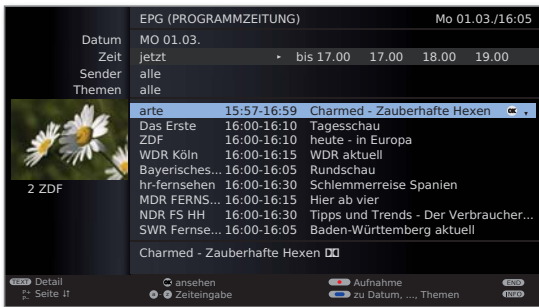 EPG (PROGRAMMZEITUNG) Mo 01.03./16:05
Datum MO 01.03.
Zeit jetzt bis 17.00 17.00 18.00 19.00
Sender alle
Themen alle
arte 15:57-16:59 Charmed - Zauberhafte Hexen OK
Das Erste 16:00-16:10 Tagesschau
ZDF 16:00-16:10 heute - in Europa
WDR Köln 16:00-16:15 WDR aktuell
Bayerisches... 16:00-16:05 Rundschau
hr-fernsehen 16:00-16:30 Schlemmerreise Spanien
MDR FERNS... 16:00-16:15 Hier ab vier
NDR FS HH 16:00-16:30 Tipps und Trends - Der Verbraucher...
SWR Fernse... 16:00-16:05 Baden-Württemberg aktuell
2 ZDF
Charmed - Zauberhafte Hexen
TEXT Detail OK ansehen Aufnahme END
P+ P- Seite 0-9 Zeiteingabe zu Datum, ..., Themen INFO